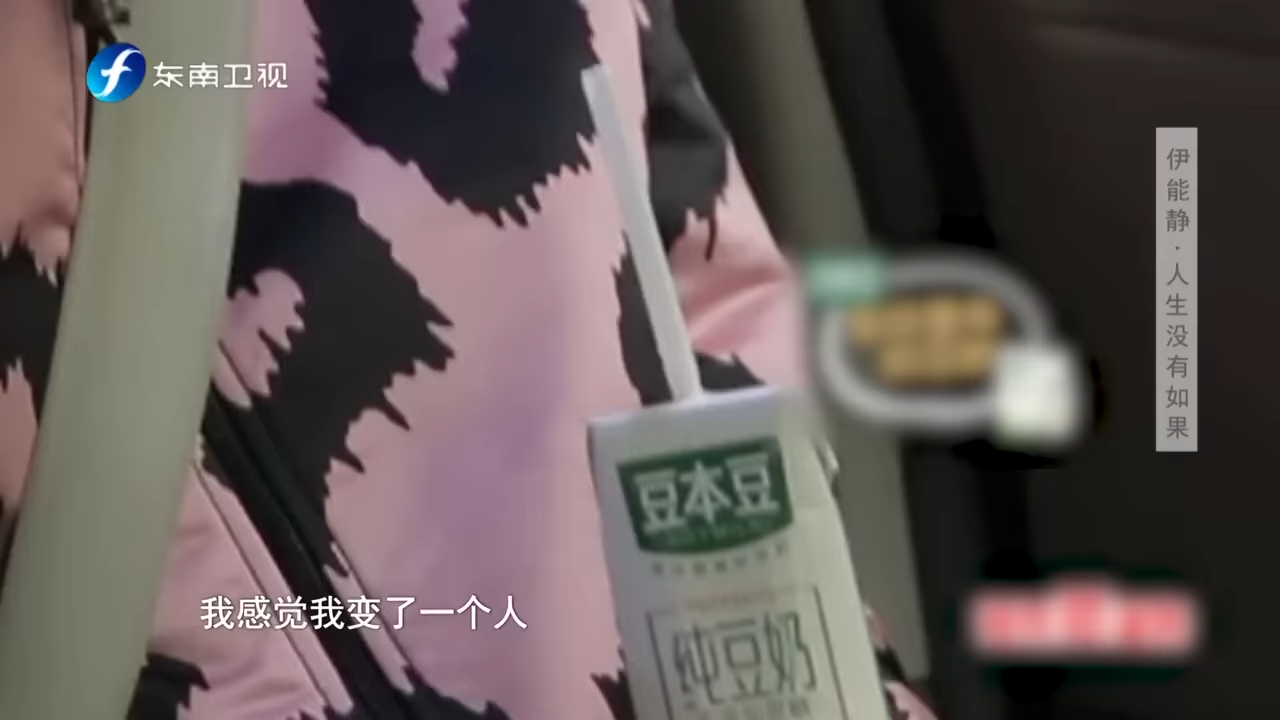 东南卫视
伊能静·人生没有如果
豆本豆
纯豆奶
我感觉我变了一个人